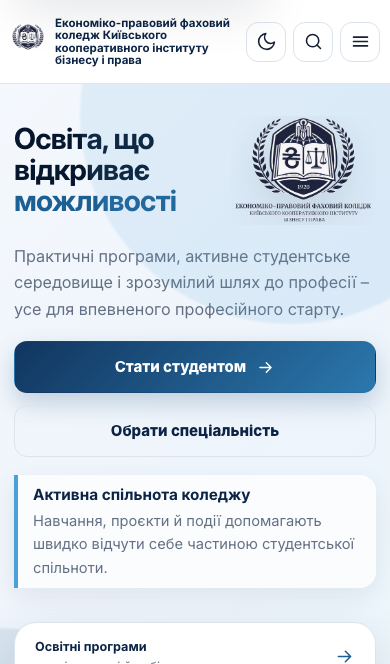 Економіко-правовий фаховий
коледж Київського
кооперативного інституту
бізнесу і права
Освіта, що
відкриває
можливості
1920
ЕКОНОМІКО-ПРАВОВИЙ ФАХОВИЙ КОЛЕДЖ
КИЇВСЬКОГО КООПЕРАТИВНОГО ІНСТИТУТУ
БІЗНЕСУ І ПРАВА
Практичні програми, активне студентське
середовище і зрозумілий шлях до професії –
усе для впевненого професійного старту.
Стати студентом →
Обрати спеціальність
Активна спільнота коледжу
Навчання, проєкти й події допомагають
швидко відчути себе частиною студентської
спільноти.
Освітні програми